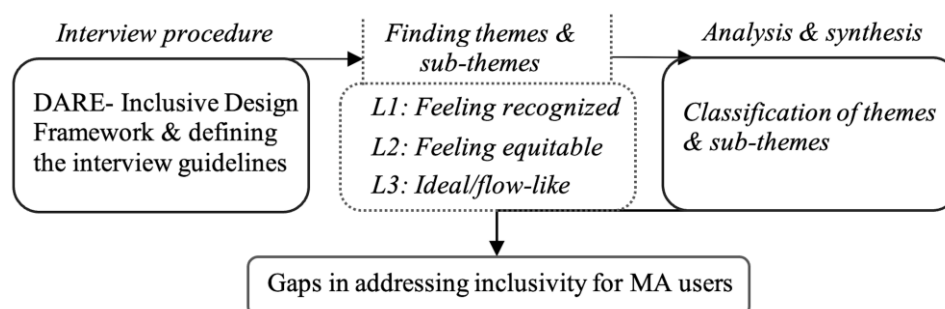 Interview procedure
DARE- Inclusive Design
Framework & defining
the interview guidelines
Finding themes &
sub-themes
L1: Feeling recognized
L2: Feeling equitable
L3: Ideal/flow-like
Analysis & synthesis
Classification of themes
& sub-themes
Gaps in addressing inclusivity for MA users